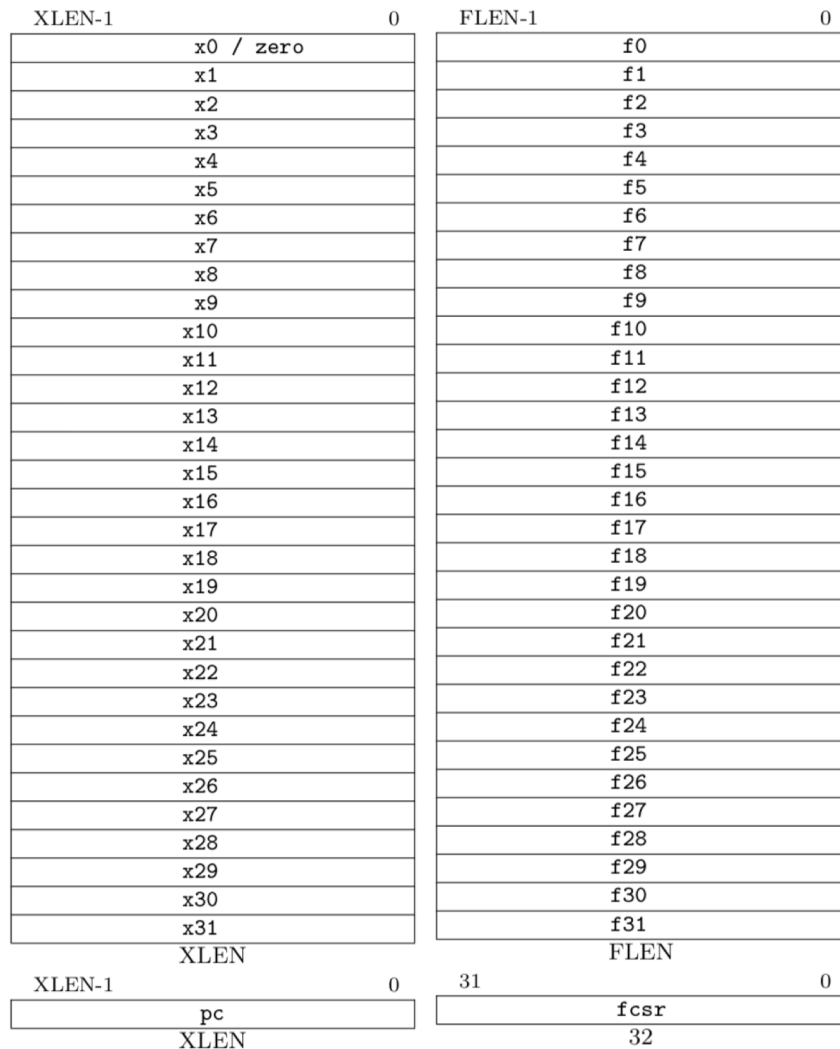 XLEN-1 0
x0 / zero
x1
x2
x3
x4
x5
x6
x7
x8
x9
x10
x11
x12
x13
x14
x15
x16
x17
x18
x19
x20
x21
x22
x23
x24
x25
x26
x27
x28
x29
x30
x31
XLEN
XLEN-1 0
pc
XLEN
FLEN-1 0
f0
f1
f2
f3
f4
f5
f6
f7
f8
f9
f10
f11
f12
f13
f14
f15
f16
f17
f18
f19
f20
f21
f22
f23
f24
f25
f26
f27
f28
f29
f30
f31
FLEN
31 0
fcsr
32